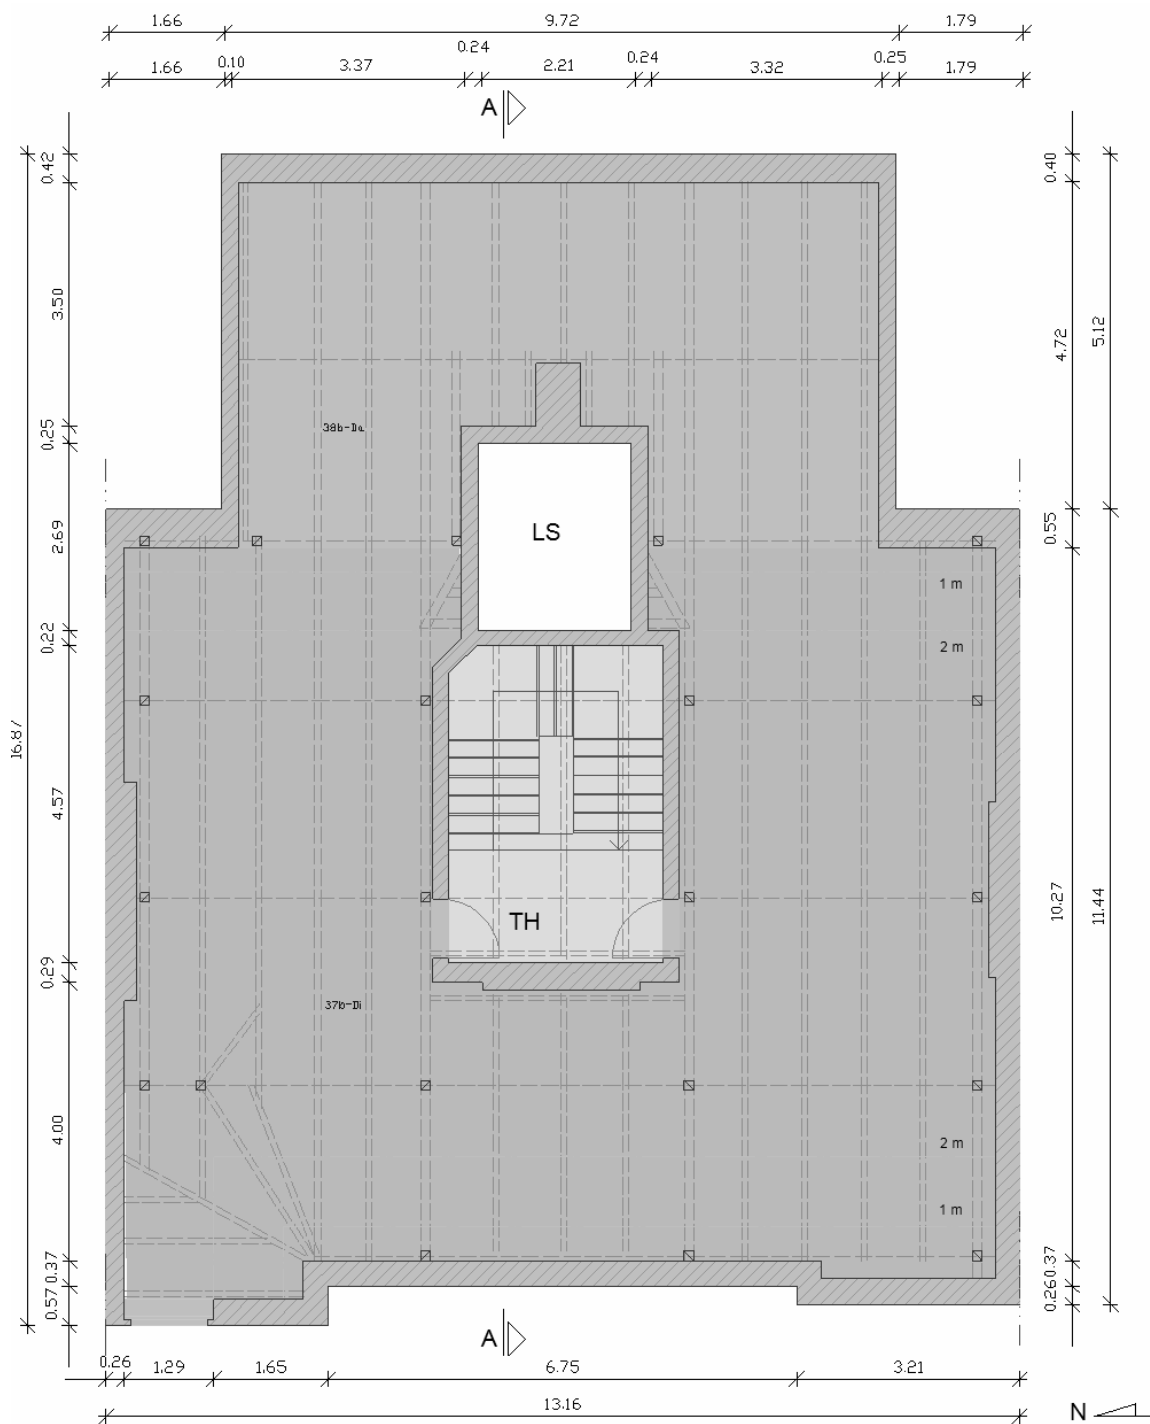 1.66 9.72 1.79
0.24
1.66 0.10 3.37 2.21 0.24 3.32 0.25 1.79
A
0.42
0.40
3.50
4.72
5.12
38b-Da
0.25
LS
2.69
0.55
1 m
0.22
2 m
16.87
4.57
10.27
11.44
TH
0.29
37b-Di
4.00
2 m
1 m
0.37
0.57
0.37
0.26
A
0.26 1.29 1.65 6.75 3.21
13.16
N